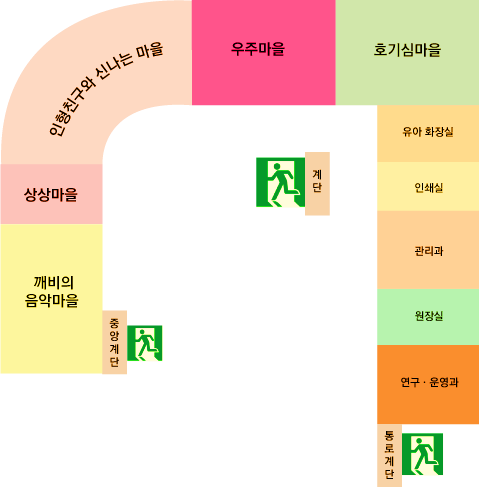 인형친구와 신나는 마을
우주마을
호기심마을
유아 화장실
계단
인쇄실
상상마을
관리과
깨비의
음악마을
원장실
중앙계단
연구 · 운영과
통로계단